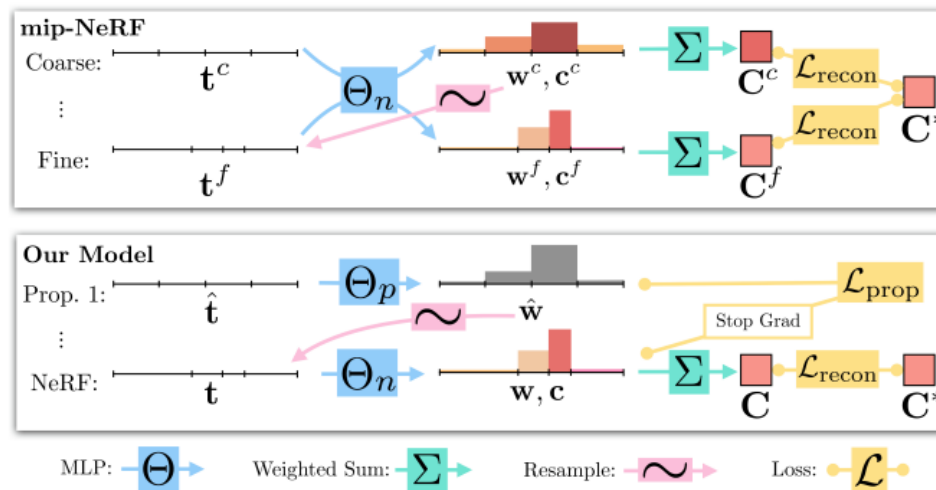 mip-NeRF
Coarse:
t^c
Θ_n
∼
w^c, c^c
Σ
C^c
ℒ_recon
⋮
C*
ℒ_recon
Fine:
t^f
w^f, c^f
Σ
C^f
Our Model
Prop. 1:
t̂
Θ_p
ŵ
∼
ℒ_prop
Stop Grad
⋮
NeRF:
t
Θ_n
w, c
Σ
C
ℒ_recon
C*
MLP: Θ
Weighted Sum: Σ
Resample: ∼
Loss: ℒ